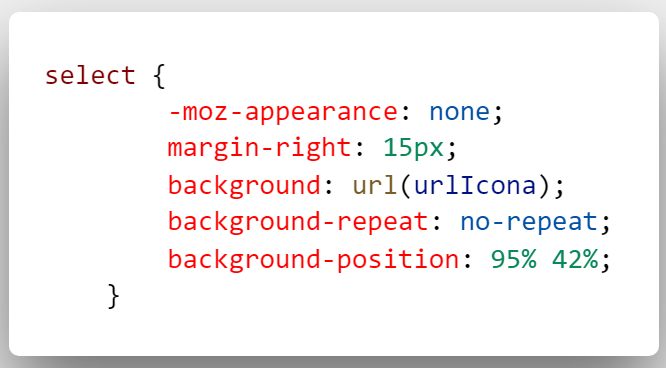 select {
-moz-appearance: none;
margin-right: 15px;
background: url(urlIcona);
background-repeat: no-repeat;
background-position: 95% 42%;
}